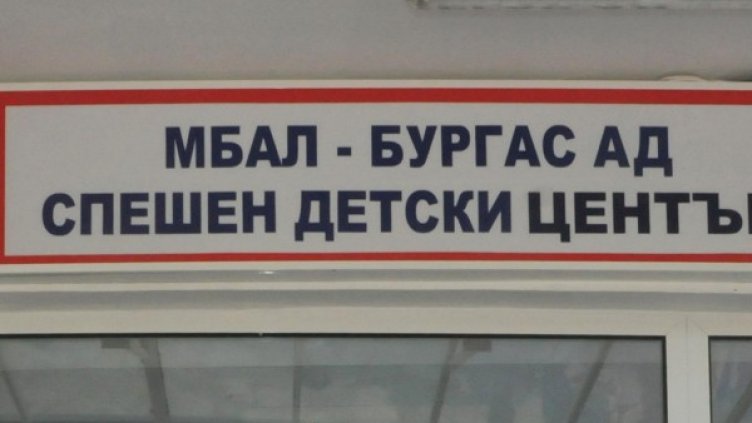 МБАЛ - БУРГАС АД
СПЕШЕН ДЕТСКИ ЦЕНТЪ